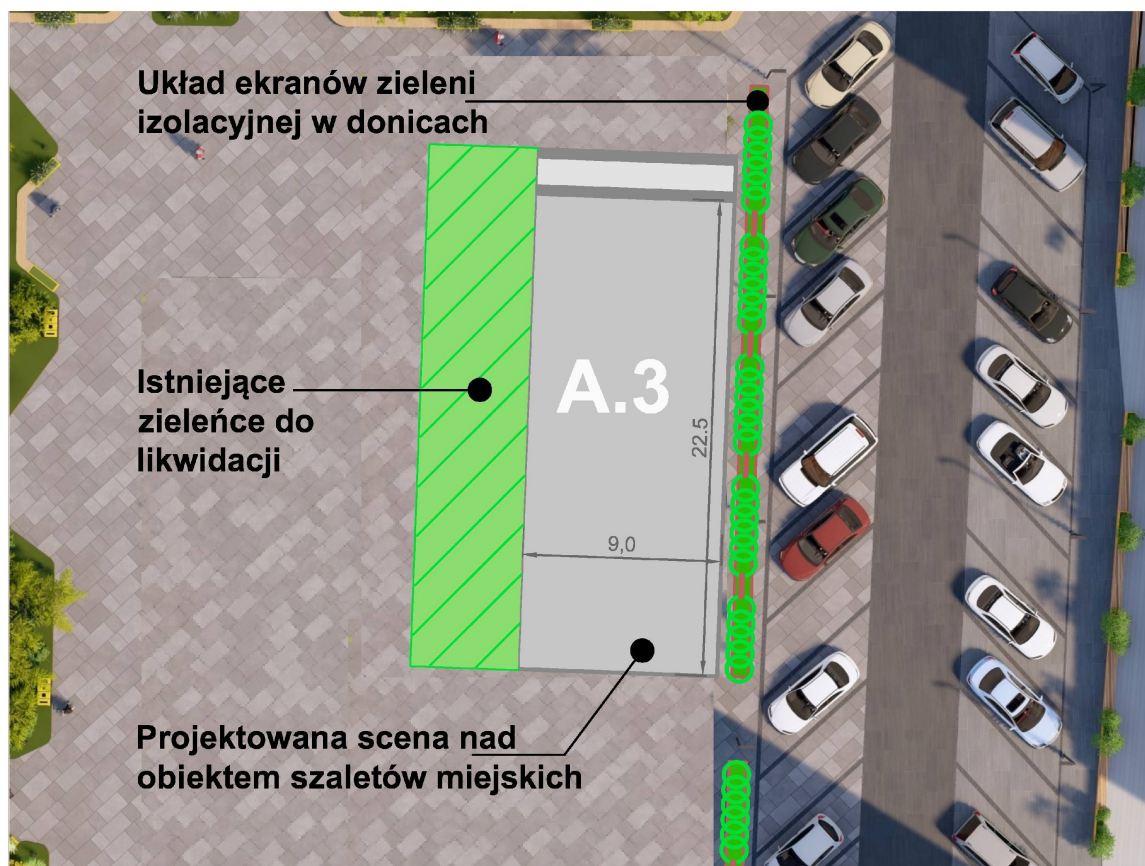 Układ ekranów zieleni
izolacyjnej w donicach
Istniejące
zieleńce do
likwidacji
A.3
22.5
9,0
Projektowana scena nad
obiektem szaletów miejskich